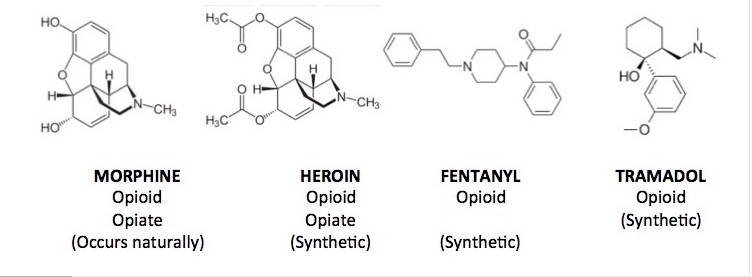 HO
O
H
H
N
CH₃
HO
H₃C
O
O
O
H
H
O
N
CH₃
H₃C
O
N
O
N
N
HO
O
MORPHINE
Opioid
Opiate
(Occurs naturally)
HEROIN
Opioid
Opiate
(Synthetic)
FENTANYL
Opioid
(Synthetic)
TRAMADOL
Opioid
(Synthetic)